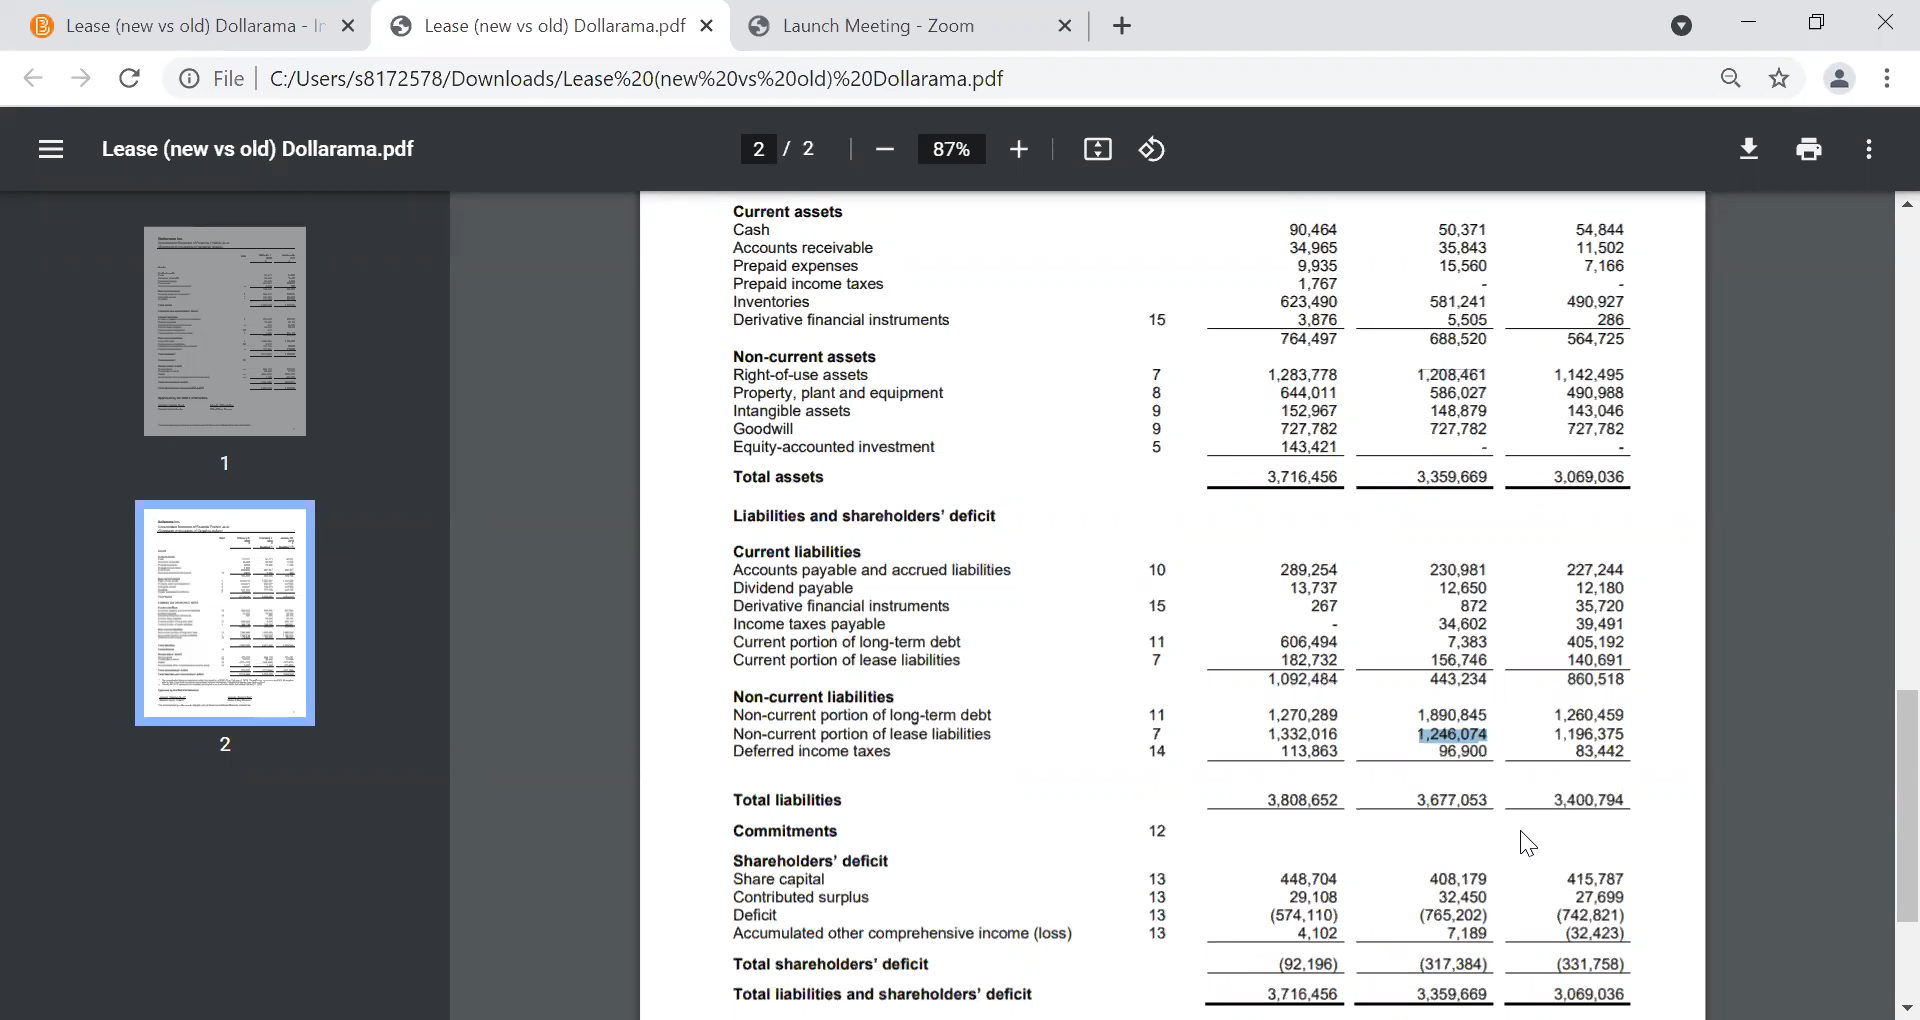 Lease (new vs old) Dollarama - In
Lease (new vs old) Dollarama.pdf
Launch Meeting - Zoom
File C:/Users/s8172578/Downloads/Lease%20(new%20vs%20old)%20Dollarama.pdf
Lease (new vs old) Dollarama.pdf
2 / 2
87%
1
2
Current assets
Cash 90,464 50,371 54,844
Accounts receivable 34,965 35,843 11,502
Prepaid expenses 9,935 15,560 7,166
Prepaid income taxes 1,767 - -
Inventories 623,490 581,241 490,927
Derivative financial instruments 15 3,876 5,505 286
764,497 688,520 564,725
Non-current assets
Right-of-use assets 7 1,283,778 1,208,461 1,142,495
Property, plant and equipment 8 644,011 586,027 490,988
Intangible assets 9 152,967 148,879 143,046
Goodwill 9 727,782 727,782 727,782
Equity-accounted investment 5 143,421 - -
Total assets 3,716,456 3,359,669 3,069,036
Liabilities and shareholders' deficit
Current liabilities
Accounts payable and accrued liabilities 10 289,254 230,981 227,244
Dividend payable 13,737 12,650 12,180
Derivative financial instruments 15 267 872 35,720
Income taxes payable - 34,602 39,491
Current portion of long-term debt 11 606,494 7,383 405,192
Current portion of lease liabilities 7 182,732 156,746 140,691
1,092,484 443,234 860,518
Non-current liabilities
Non-current portion of long-term debt 11 1,270,289 1,890,845 1,260,459
Non-current portion of lease liabilities 7 1,332,016 1,246,074 1,196,375
Deferred income taxes 14 113,863 96,900 83,442
Total liabilities 3,808,652 3,677,053 3,400,794
Commitments 12
Shareholders' deficit
Share capital 13 448,704 408,179 415,787
Contributed surplus 13 29,108 32,450 27,699
Deficit 13 (574,110) (765,202) (742,821)
Accumulated other comprehensive income (loss) 13 4,102 7,189 (32,423)
Total shareholders' deficit (92,196) (317,384) (331,758)
Total liabilities and shareholders' deficit 3,716,456 3,359,669 3,069,036